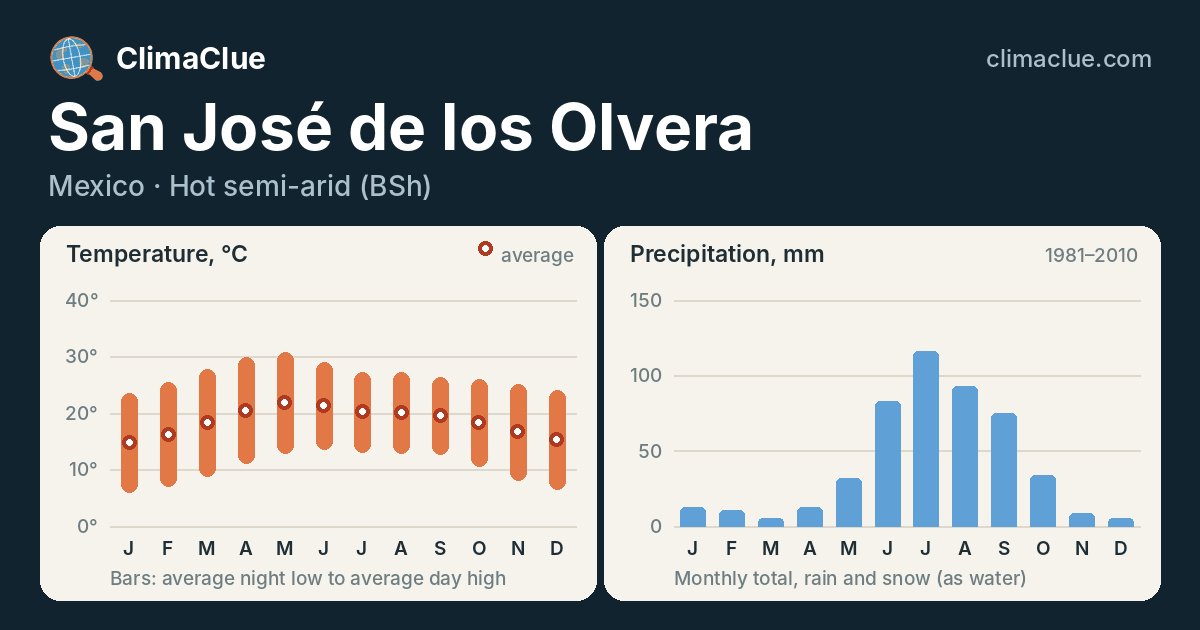 ClimaClue
climaclue.com
San José de los Olvera
Mexico · Hot semi-arid (BSh)
Temperature, °C
average
40°
30°
20°
10°
0°
J F M A M J J A S O N D
Bars: average night low to average day high
Precipitation, mm
1981–2010
150
100
50
0
J F M A M J J A S O N D
Monthly total, rain and snow (as water)